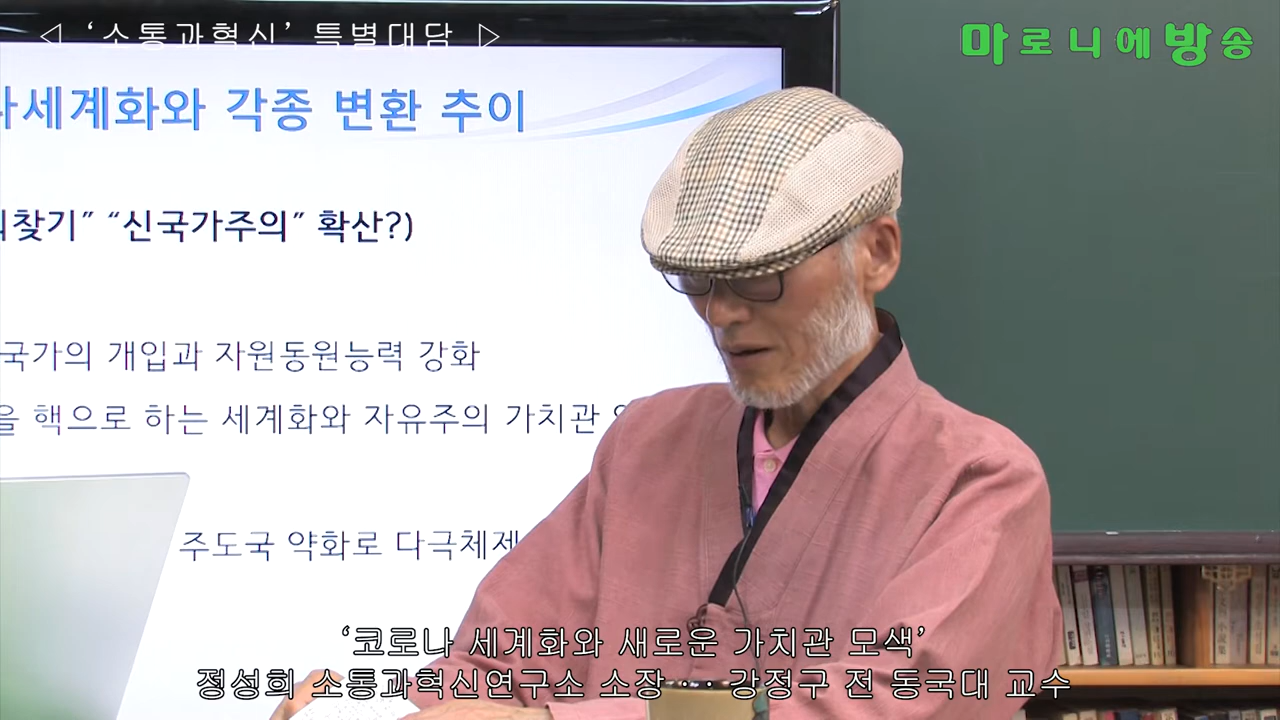 ◁ ‘소통과혁신’ 특별대담 ▷
마로니에방송
세계화와 각종 변환 추이
찾기” “신국가주의” 확산?)
국가의 개입과 자원동원능력 강화
을 핵으로 하는 세계화와 자유주의 가치관
주도국 약화로 다극체제
‘코로나 세계화와 새로운 가치관 모색’
정성희 소통과혁신연구소 소장 ·· 강정구 전 동국대 교수